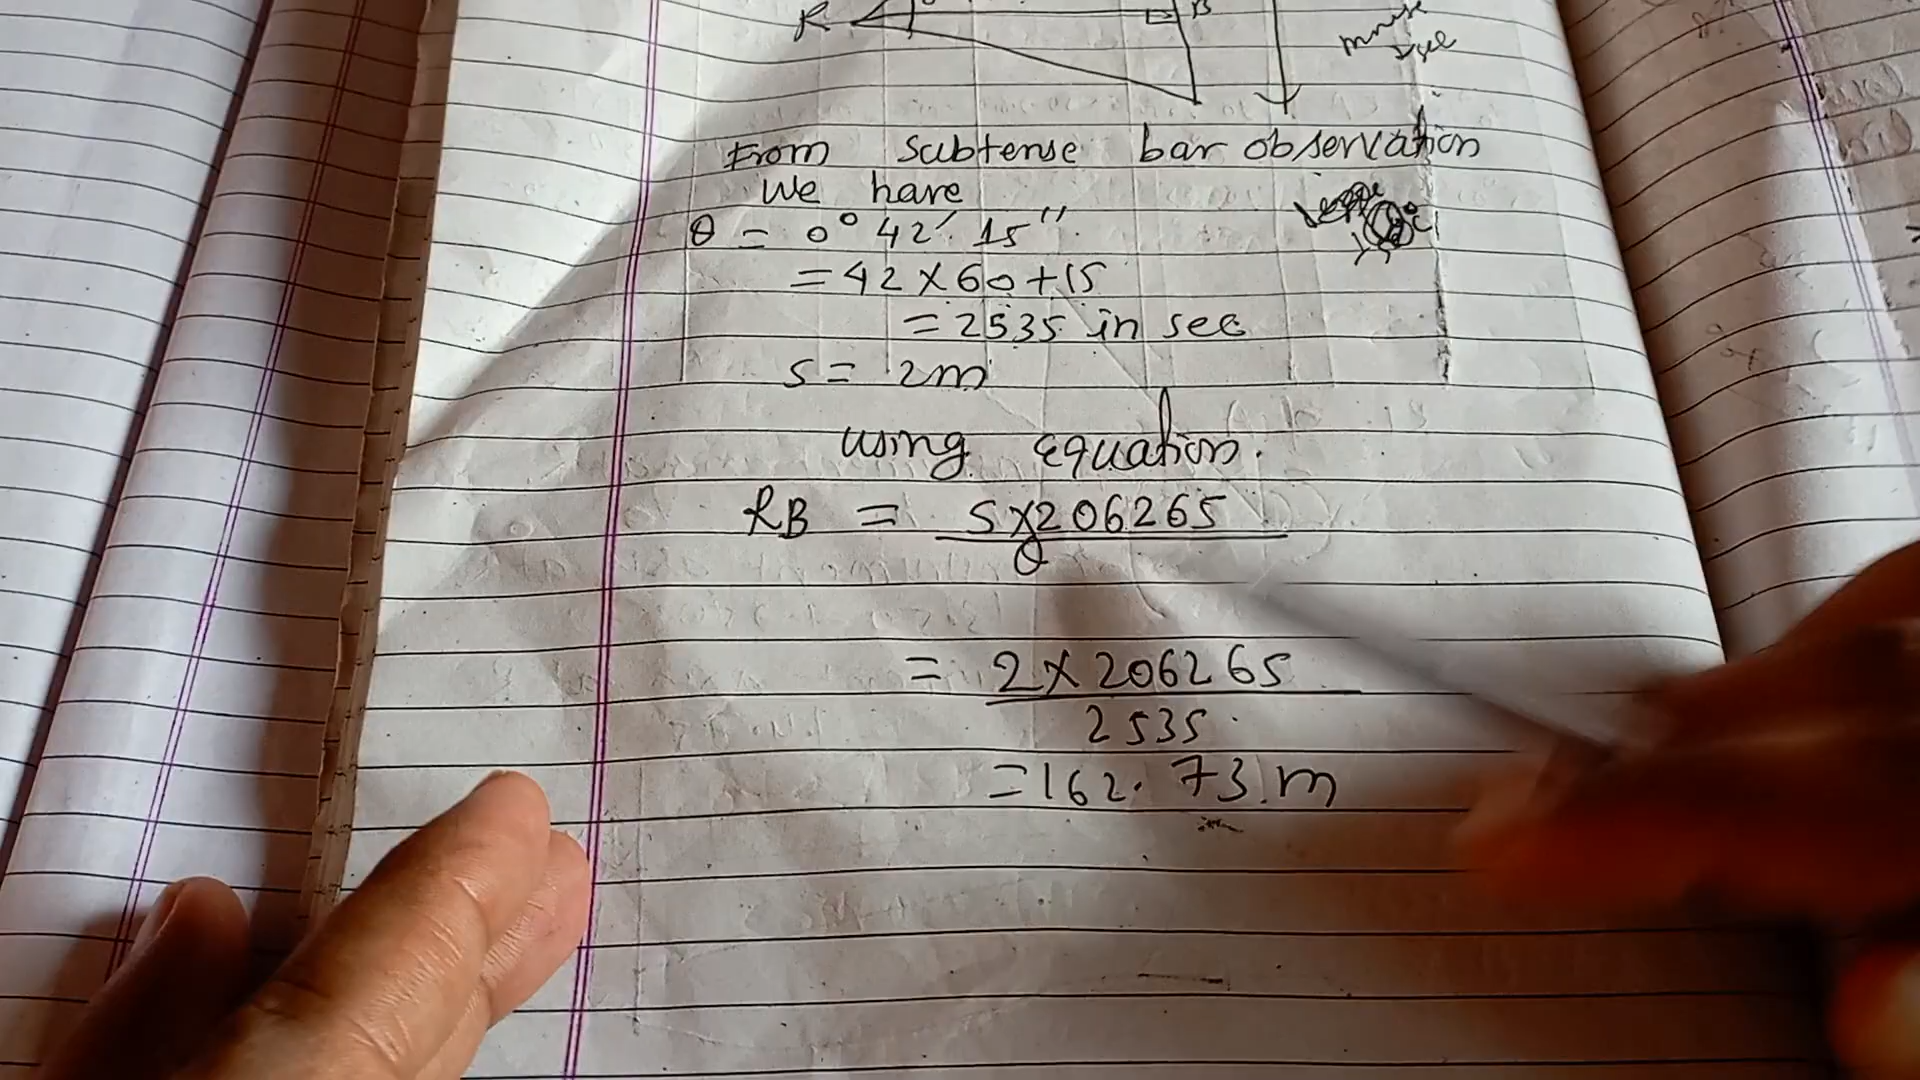 R B
From subtense bar observation
We have
θ = 0° 42' 15"
= 42 × 60 + 15
= 2535 in sec
S = 2m
using equation.
RB = S×206265
θ
= 2 × 206265
2535
= 162.73 m